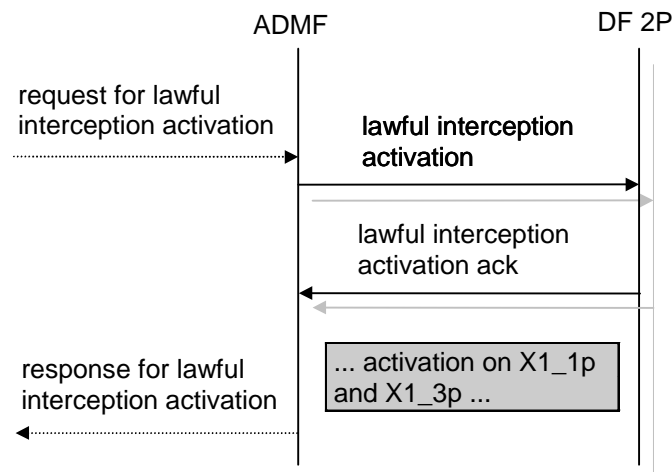 ADMF
DF 2P
request for lawful
interception activation
lawful interception
activation
lawful interception
activation ack
... activation on X1_1p
and X1_3p ...
response for lawful
interception activation